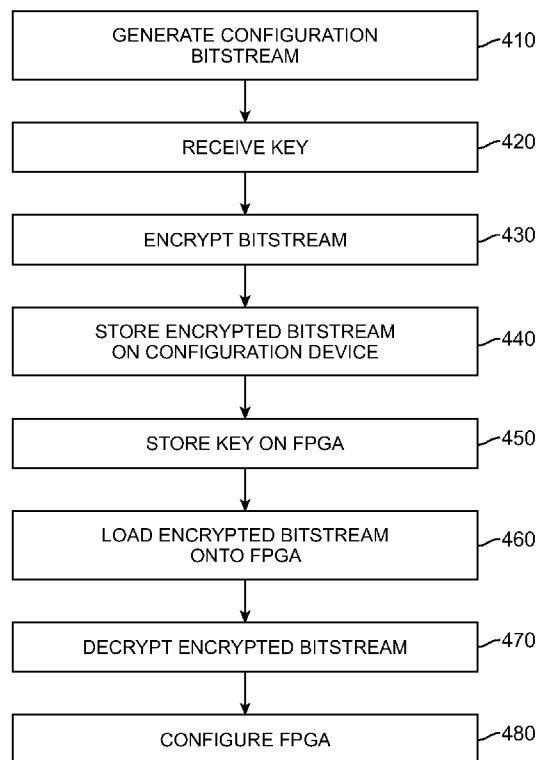 GENERATE CONFIGURATION
BITSTREAM
410
RECEIVE KEY
420
ENCRYPT BITSTREAM
430
STORE ENCRYPTED BITSTREAM
ON CONFIGURATION DEVICE
440
STORE KEY ON FPGA
450
LOAD ENCRYPTED BITSTREAM
ONTO FPGA
460
DECRYPT ENCRYPTED BITSTREAM
470
CONFIGURE FPGA
480